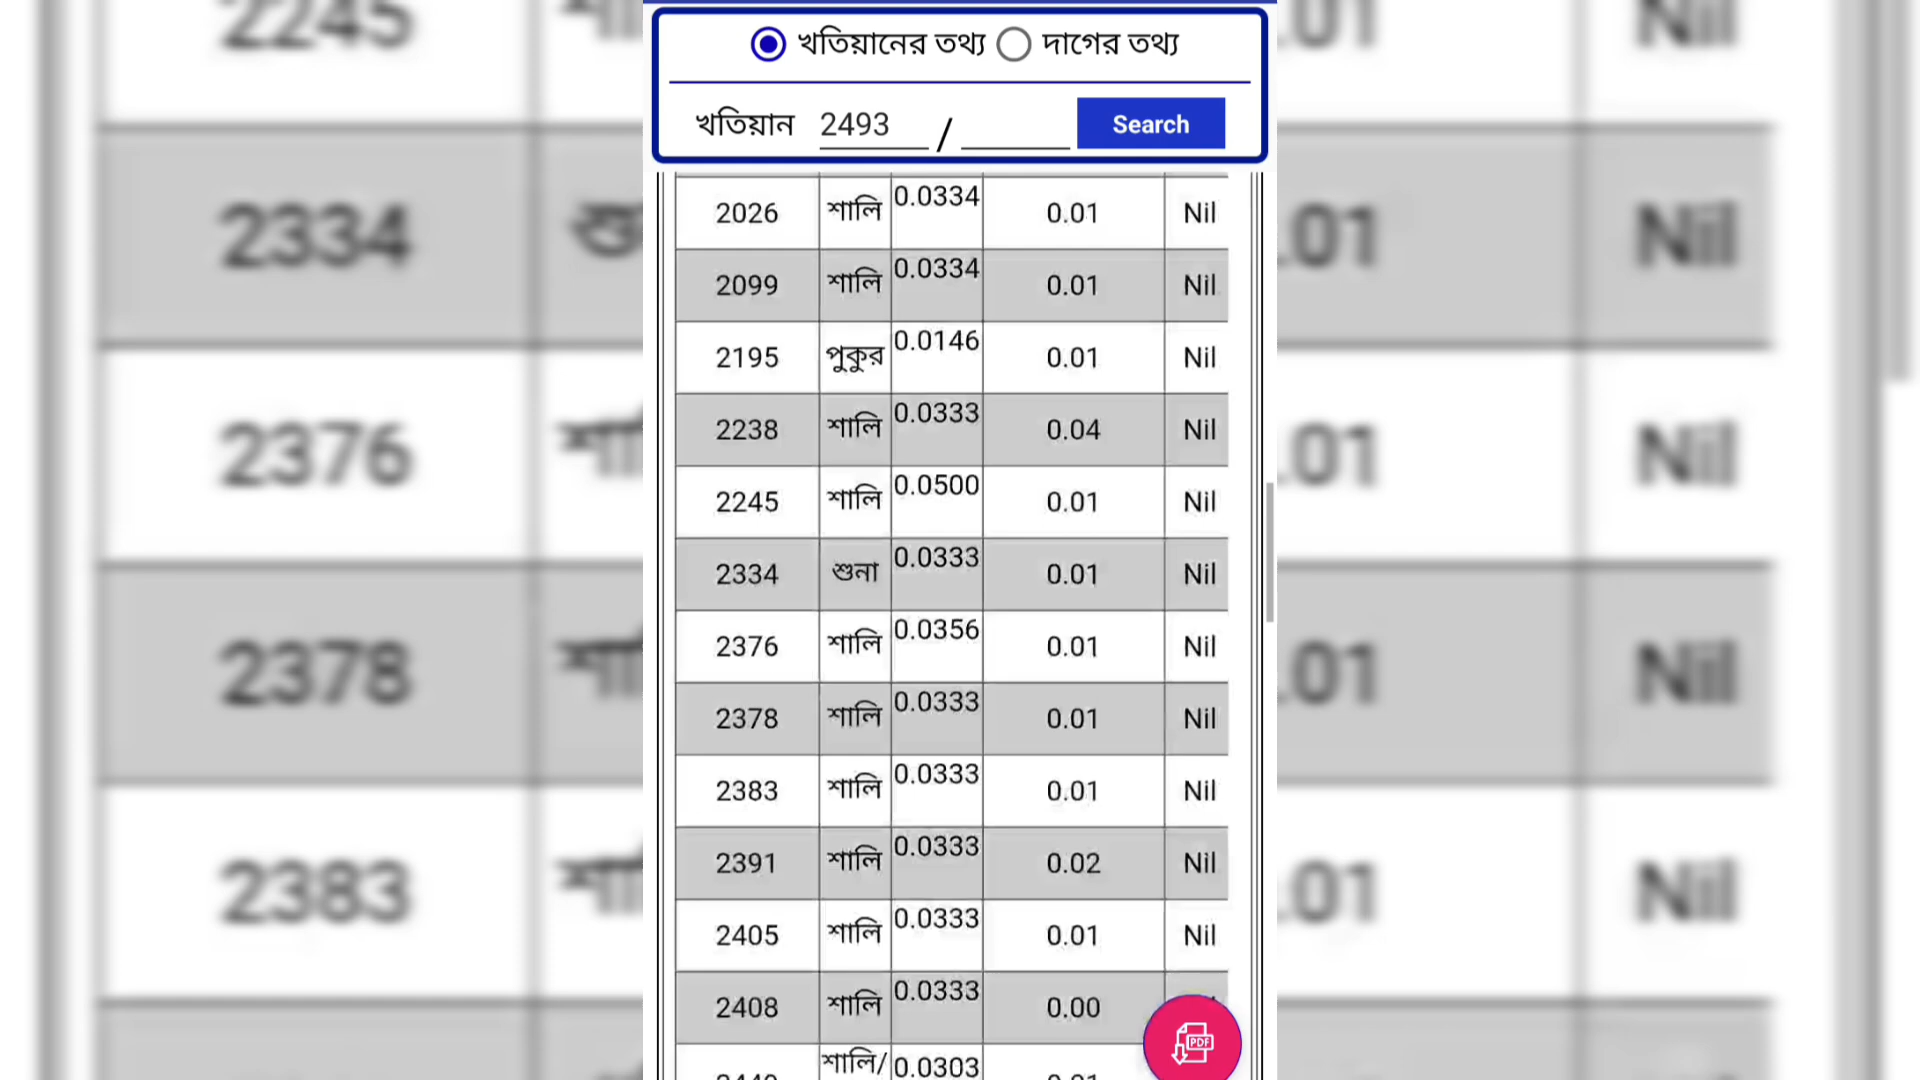 খতিয়ানের তথ্য দাগের তথ্য
খতিয়ান 2493 / Search
2026 শালি 0.0334 0.01 Nil
2099 শালি 0.0334 0.01 Nil
2195 পুকুর 0.0146 0.01 Nil
2238 শালি 0.0333 0.04 Nil
2245 শালি 0.0500 0.01 Nil
2334 শুনা 0.0333 0.01 Nil
2376 শালি 0.0356 0.01 Nil
2378 শালি 0.0333 0.01 Nil
2383 শালি 0.0333 0.01 Nil
2391 শালি 0.0333 0.02 Nil
2405 শালি 0.0333 0.01 Nil
2408 শালি 0.0333 0.00
শালি/ 0.0303
PDF